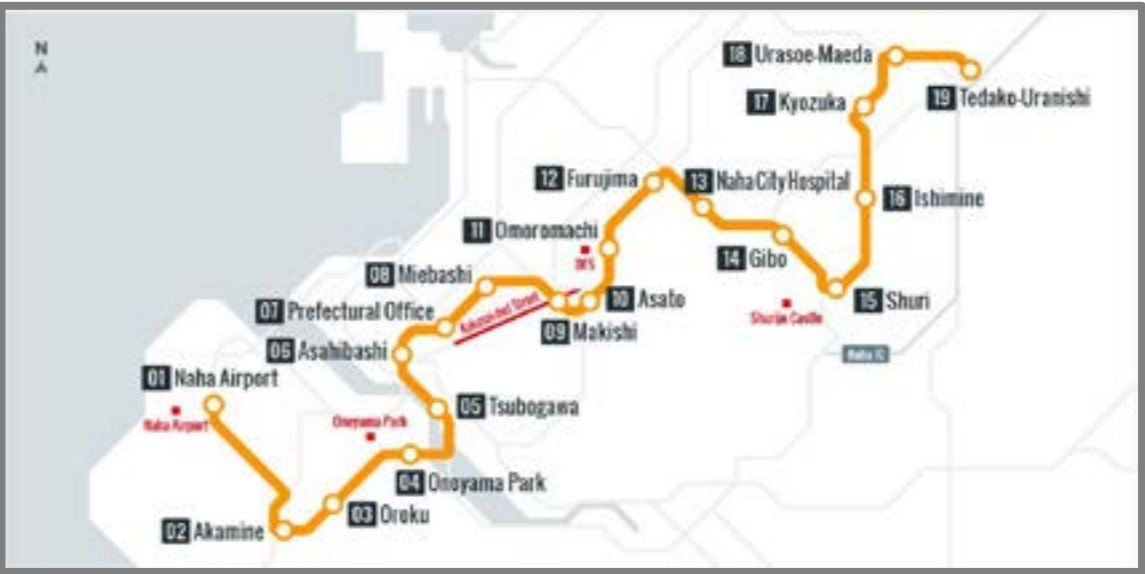 N
18 Urasoe-Maeda
19 Tedako-Uranishi
17 Kyozuka
12 Furujima
13 Naha City Hospital
16 Ishimine
11 Omoromachi
DFS
14 Gibo
08 Miebashi
10 Asato
15 Shuri
07 Prefectural Office
Kokusai-dori Street
09 Makishi
Shurijo Castle
06 Asahibashi
Naha IC
01 Naha Airport
05 Tsubogawa
Naha Airport
Onoyama Park
04 Onoyama Park
03 Oroku
02 Akamine